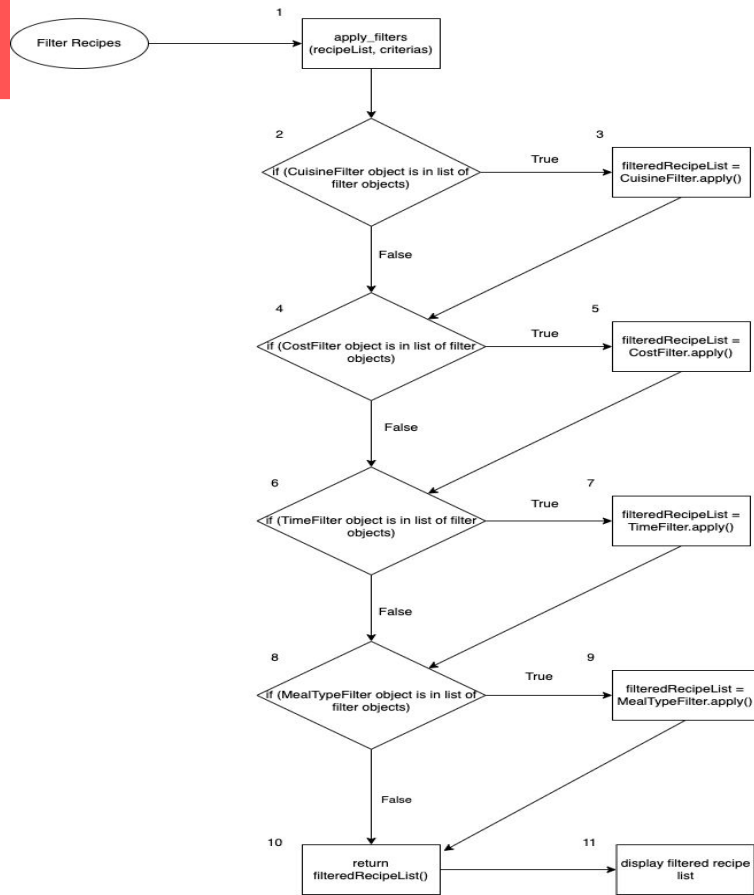 1
Filter Recipes
apply_filters
(recipeList, criterias)
2
if (CuisineFilter object is in list of
filter objects)
True
3
filteredRecipeList =
CuisineFilter.apply()
False
4
if (CostFilter object is in list of filter
objects)
True
5
filteredRecipeList =
CostFilter.apply()
False
6
if (TimeFilter object is in list of filter
objects)
True
7
filteredRecipeList =
TimeFilter.apply()
False
8
if (MealTypeFilter object is in list of
filter objects)
True
9
filteredRecipeList =
MealTypeFilter.apply()
False
10
return
filteredRecipeList()
11
display filtered recipe
list